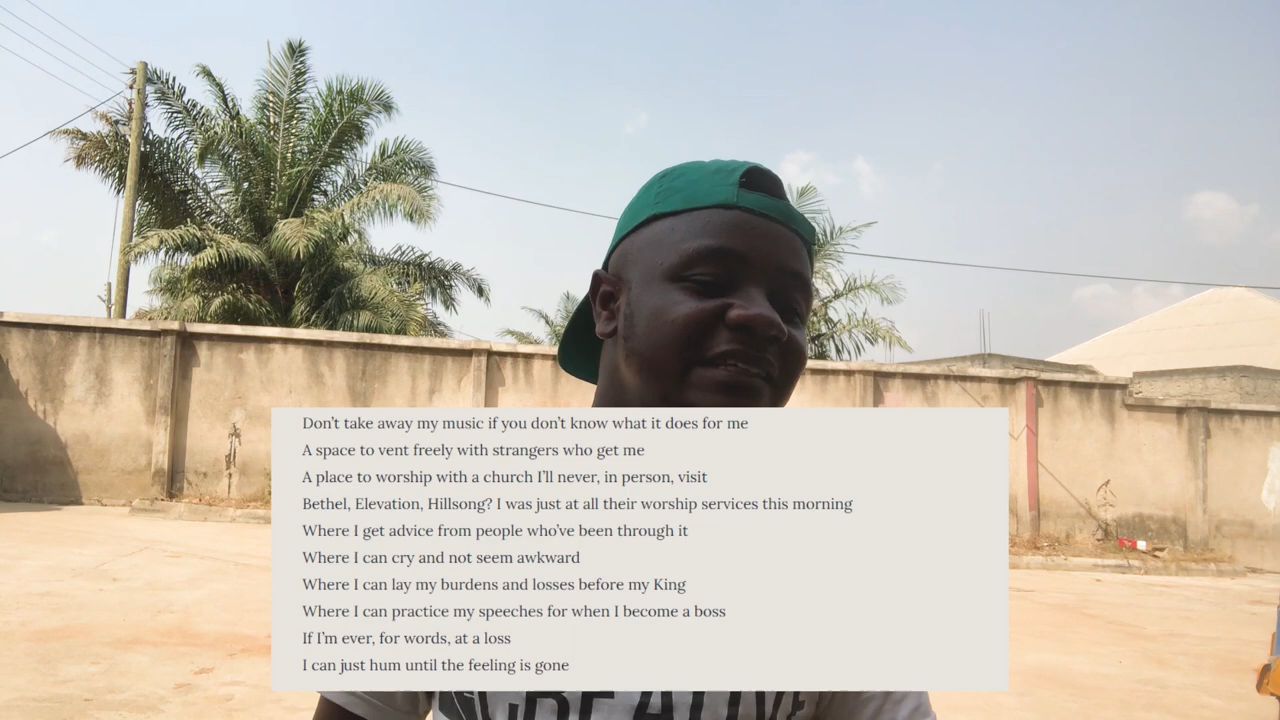 Don’t take away my music if you don’t know what it does for me
A space to vent freely with strangers who get me
A place to worship with a church I’ll never, in person, visit
Bethel, Elevation, Hillsong? I was just at all their worship services this morning
Where I get advice from people who’ve been through it
Where I can cry and not seem awkward
Where I can lay my burdens and losses before my King
Where I can practice my speeches for when I become a boss
If I’m ever, for words, at a loss
I can just hum until the feeling is gone
CREATIVE